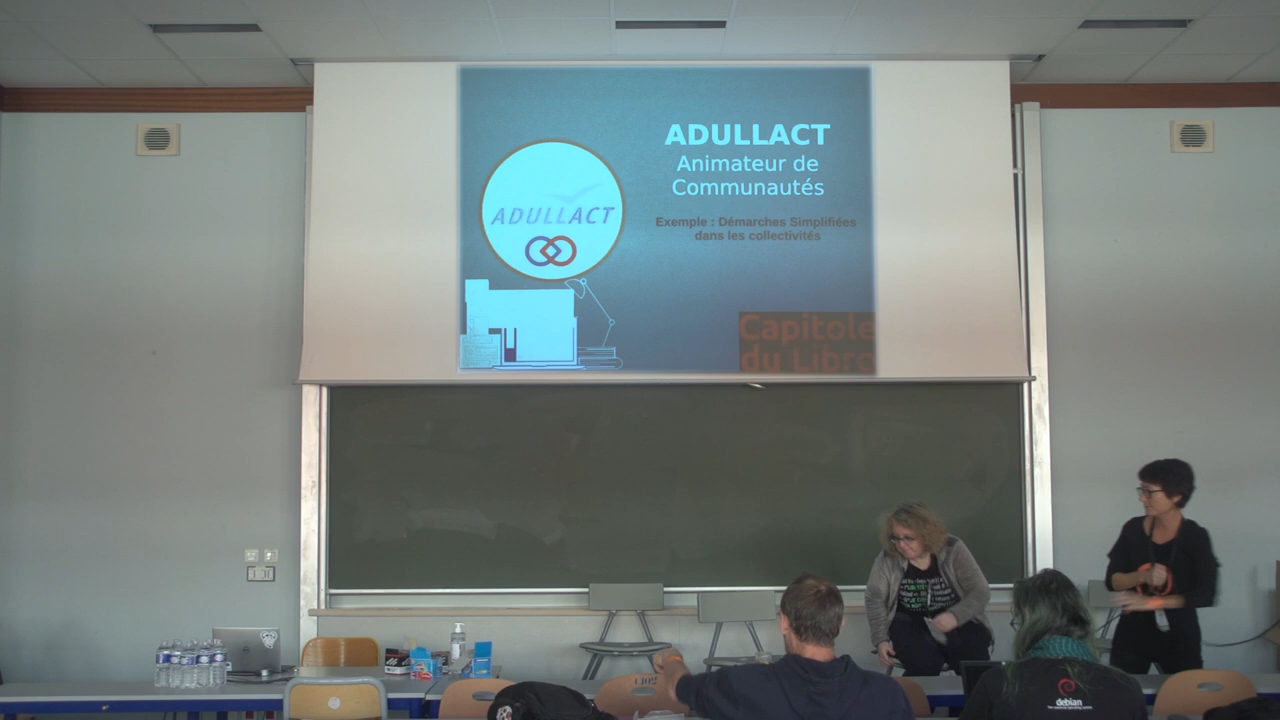 ADULLACT
Animateur de
Communautés
Exemple : Démarches Simplifiées
dans les collectivités
ADULLACT
Capitole
du Libre
debian